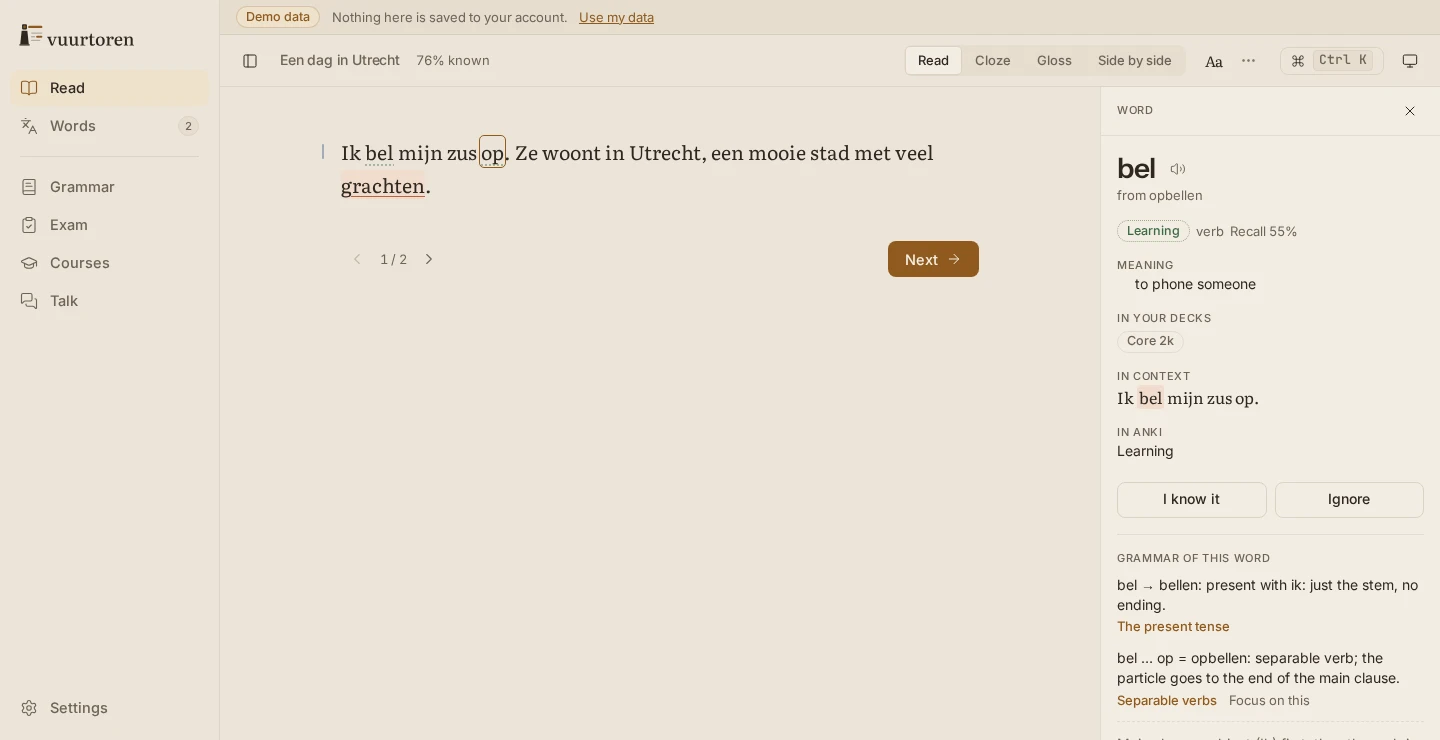 vuurtoren
Read
Words
2
Grammar
Exam
Courses
Talk
Settings
Demo data Nothing here is saved to your account. Use my data
Een dag in Utrecht 76% known
Read Cloze Gloss Side by side Aa ··· ⌘ Ctrl K
Ik bel mijn zus op. Ze woont in Utrecht, een mooie stad met veel
grachten.
1 / 2
Next →
WORD
bel
from opbellen
Learning verb Recall 55%
MEANING
to phone someone
IN YOUR DECKS
Core 2k
IN CONTEXT
Ik bel mijn zus op.
IN ANKI
Learning
I know it Ignore
GRAMMAR OF THIS WORD
bel → bellen: present with ik: just the stem, no
ending.
The present tense
bel … op = opbellen: separable verb; the
particle goes to the end of the main clause.
Separable verbs Focus on this